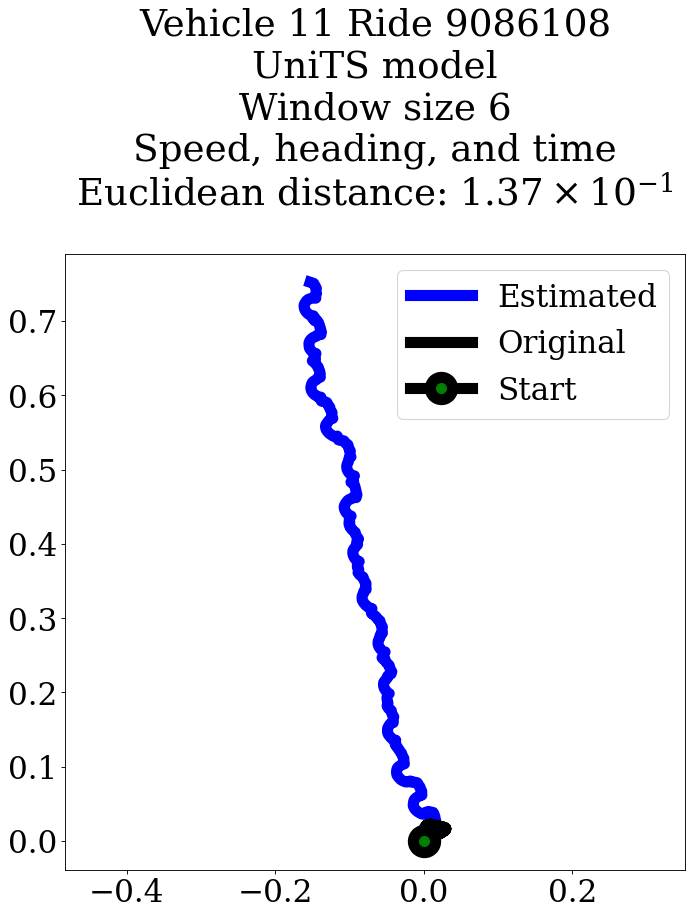 Vehicle 11 Ride 9086108
UniTS model
Window size 6
Speed, heading, and time
Euclidean distance: 1.37 × 10⁻¹
Estimated
Original
Start
0.7
0.6
0.5
0.4
0.3
0.2
0.1
0.0
−0.4 −0.2 0.0 0.2